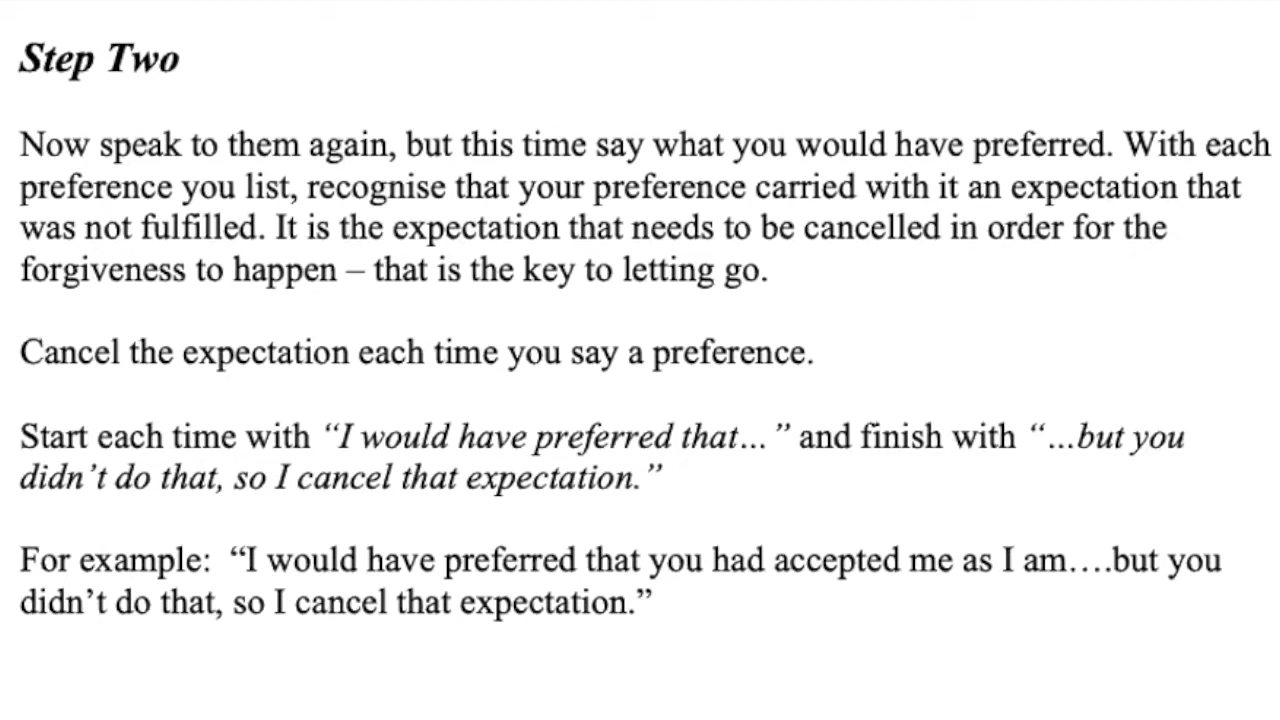 Step Two
Now speak to them again, but this time say what you would have preferred. With each
preference you list, recognise that your preference carried with it an expectation that
was not fulfilled. It is the expectation that needs to be cancelled in order for the
forgiveness to happen – that is the key to letting go.
Cancel the expectation each time you say a preference.
Start each time with “I would have preferred that…” and finish with “…but you
didn’t do that, so I cancel that expectation.”
For example:  “I would have preferred that you had accepted me as I am….but you
didn’t do that, so I cancel that expectation.”